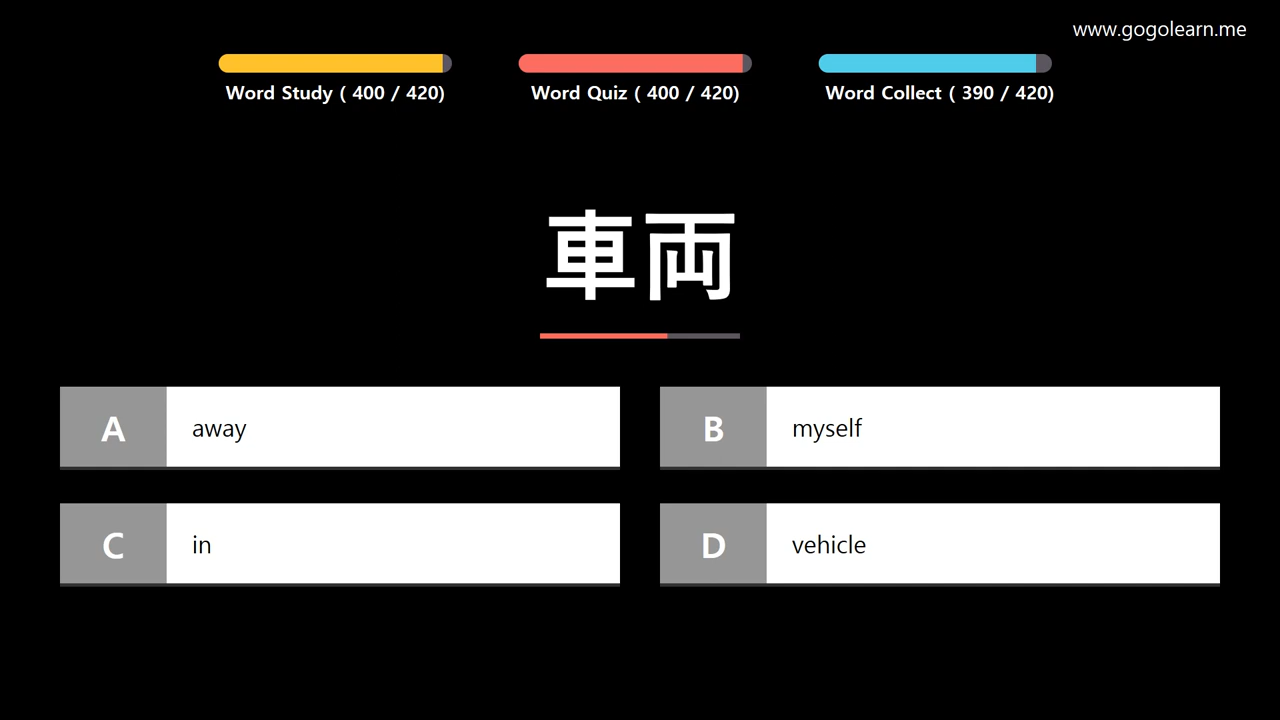 www.gogolearn.me
Word Study ( 400 / 420)
Word Quiz ( 400 / 420)
Word Collect ( 390 / 420)
車両
A away
B myself
C in
D vehicle